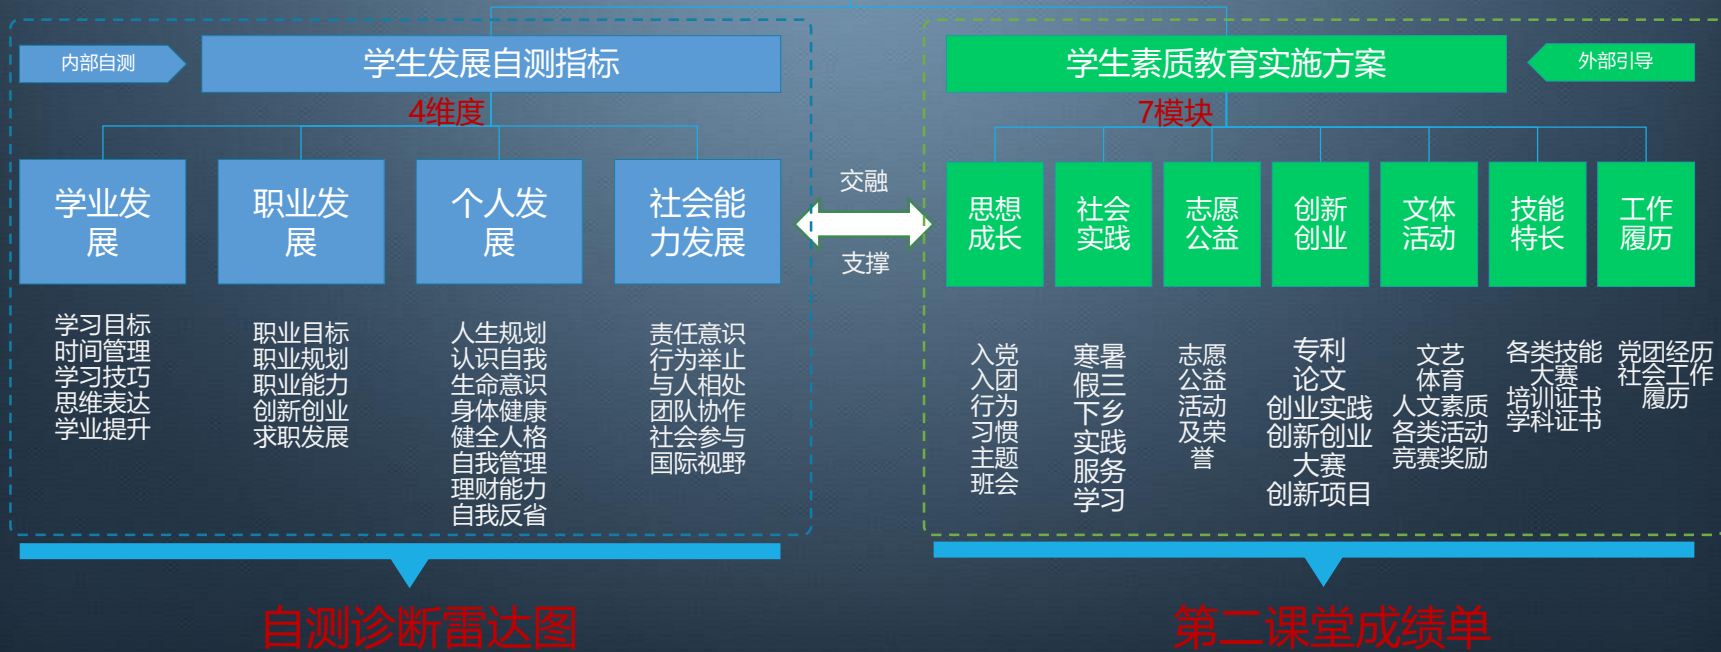 内部自测
学生发展自测指标
4维度
学业发
展
职业发
展
个人发
展
社会能
力发展
学习目标
时间管理
学习技巧
思维表达
学业提升
职业目标
职业规划
职业能力
创新创业
求职发展
人生规划
认识自我
生命意识
身体健康
健全人格
自我管理
理财能力
自我反省
责任意识
行为举止
与人相处
团队协作
社会参与
国际视野
自测诊断雷达图
交融
支撑
学生素质教育实施方案
外部引导
7模块
思想
成长
社会
实践
志愿
公益
创新
创业
文体
活动
技能
特长
工作
履历
入党
入团
行为
习惯
主题
班会
寒暑
假三
下乡
实践
服务
学习
志愿
公益
活动
及荣
誉
专利
论文
创业实践
创新创业
大赛
创新项目
文艺
体育
人文素质
各类活动
竞赛奖励
各类技能
大赛
培训证书
学科证书
党团经历
社会工作
履历
第二课堂成绩单